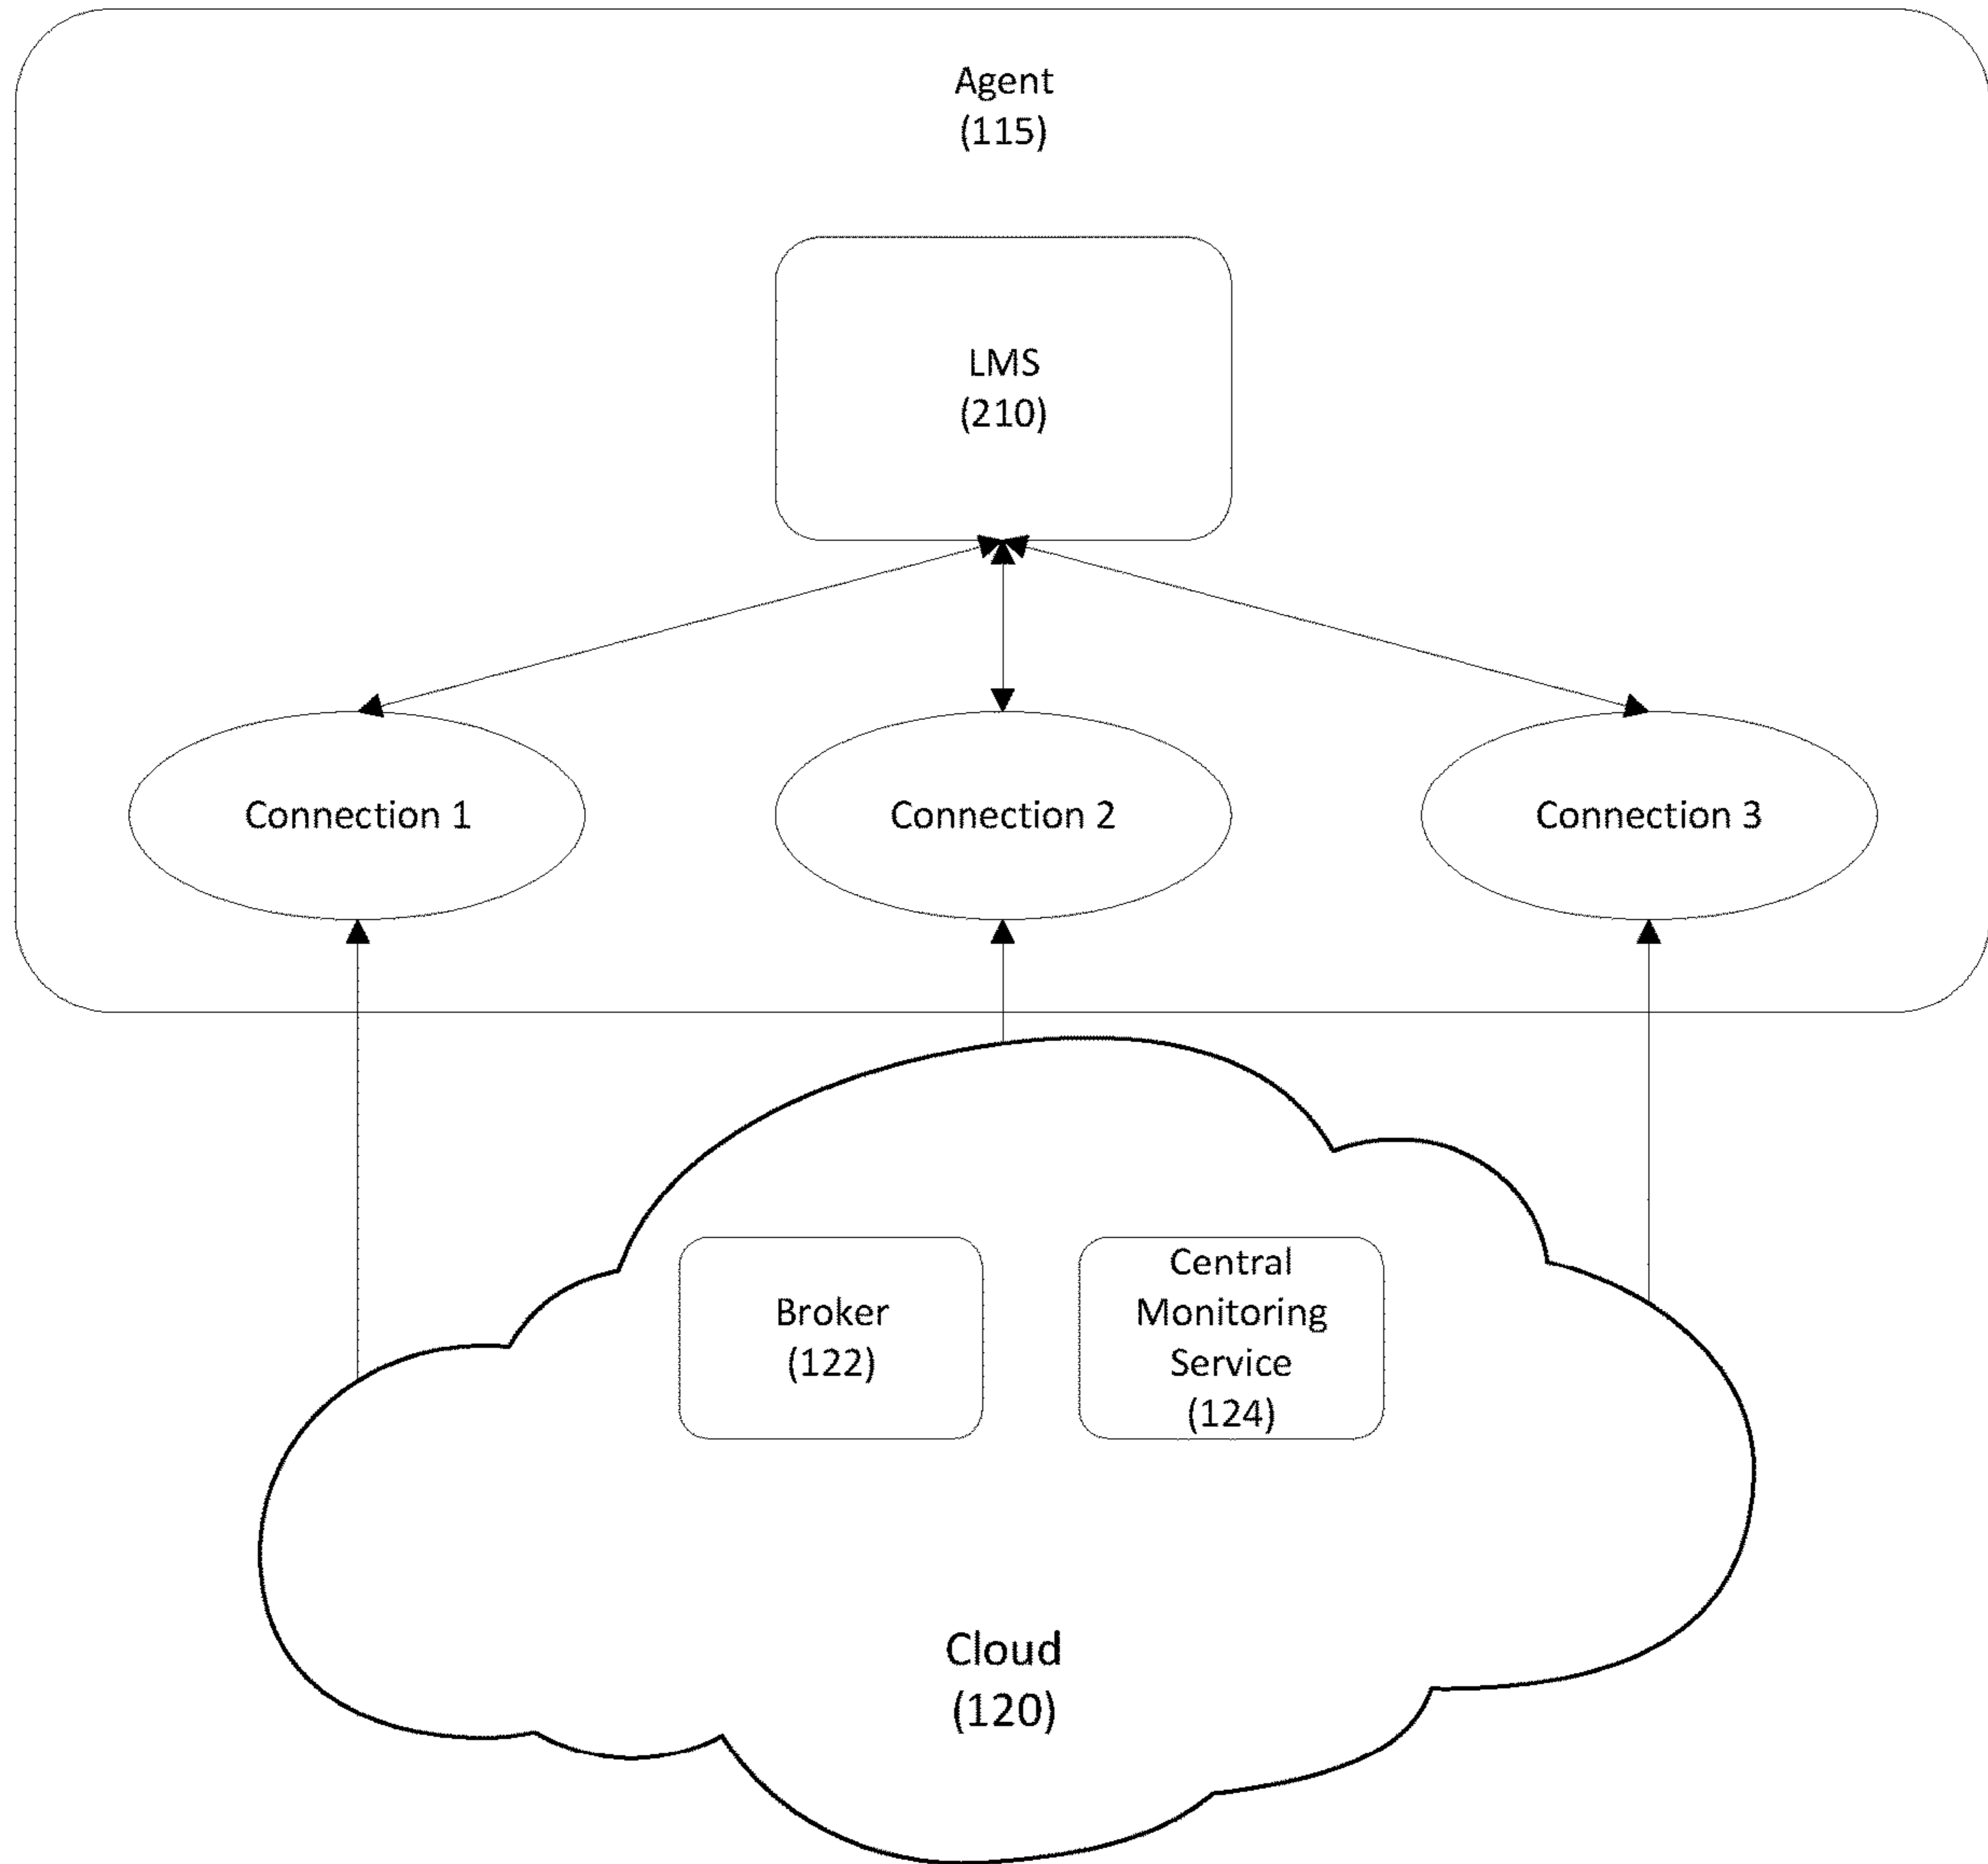 Agent
(115)
LMS
(210)
Connection 1
Connection 2
Connection 3
Broker
(122)
Central
Monitoring
Service
(124)
Cloud
(120)